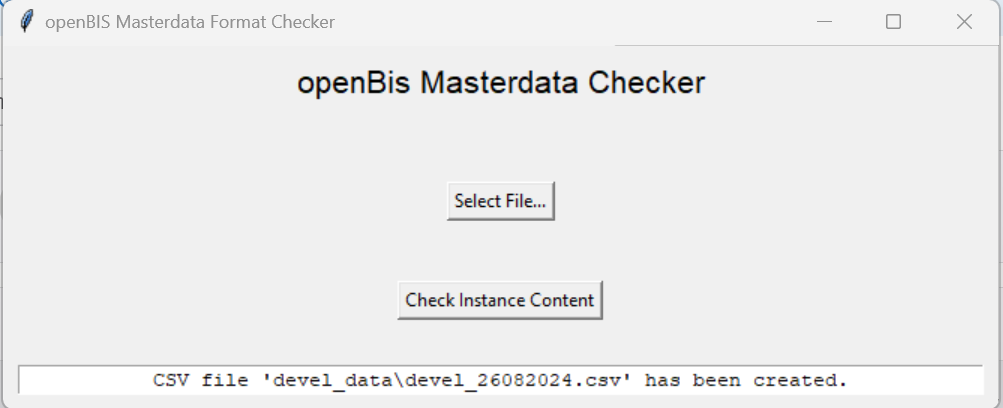 openBIS Masterdata Format Checker
openBis Masterdata Checker
Select File...
Check Instance Content
CSV file 'devel_data\devel_26082024.csv' has been created.